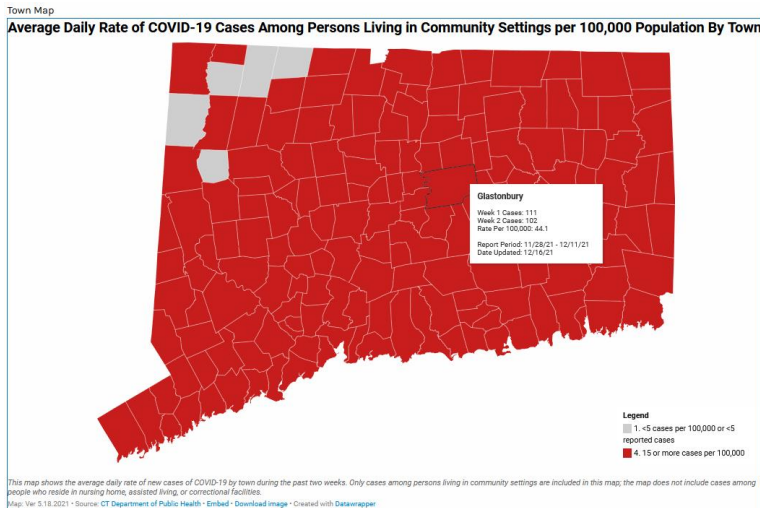 Town Map
Average Daily Rate of COVID-19 Cases Among Persons Living in Community Settings per 100,000 Population By Town
Glastonbury
Week 1 Cases: 111
Week 2 Cases: 102
Rate Per 100,000: 44.1
Report Period: 11/28/21 - 12/11/21
Date Updated: 12/16/21
Legend
1. <5 cases per 100,000 or <5
reported cases
4. 15 or more cases per 100,000
This map shows the average daily rate of new cases of COVID-19 by town during the past two weeks. Only cases among persons living in community settings are included in this map; the map does not include cases among
people who reside in nursing home, assisted living, or correctional facilities.
Map: Ver 5.18.2021 • Source: CT Department of Public Health • Embed • Download image • Created with Datawrapper